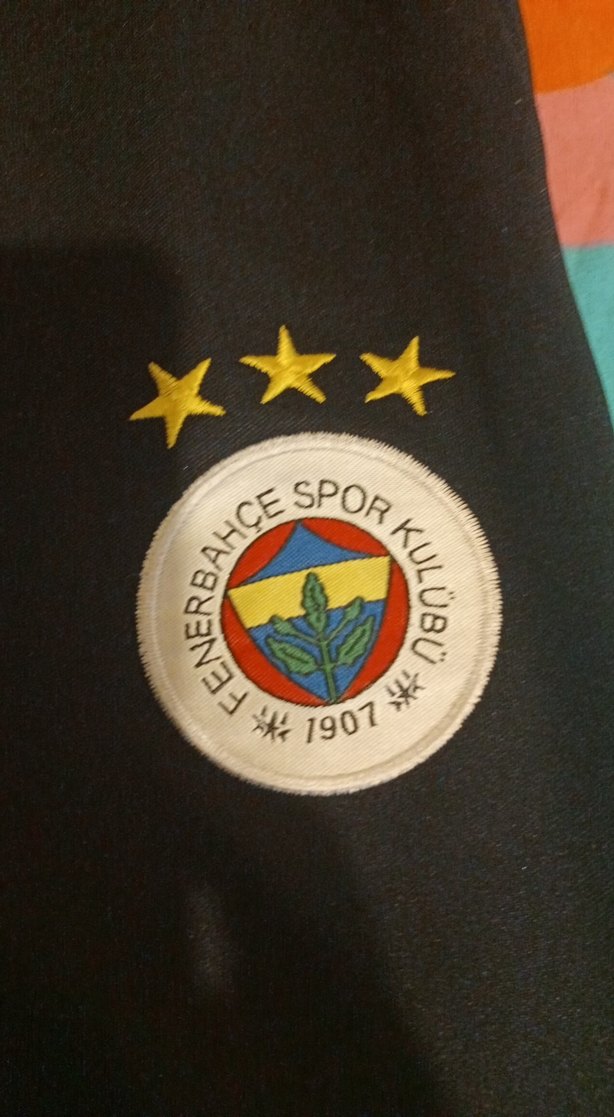 FENERBAHÇE SPOR KULÜBÜ
1907